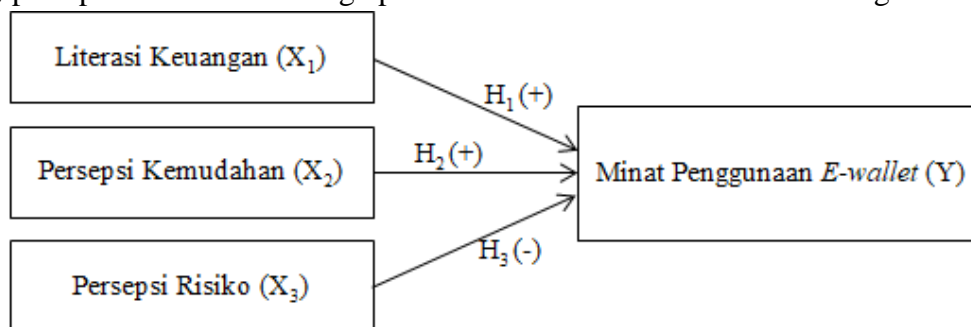 Literasi Keuangan (X₁)
H₁(+)
Persepsi Kemudahan (X₂)
H₂(+)
Minat Penggunaan E-wallet (Y)
H₃(-)
Persepsi Risiko (X₃)